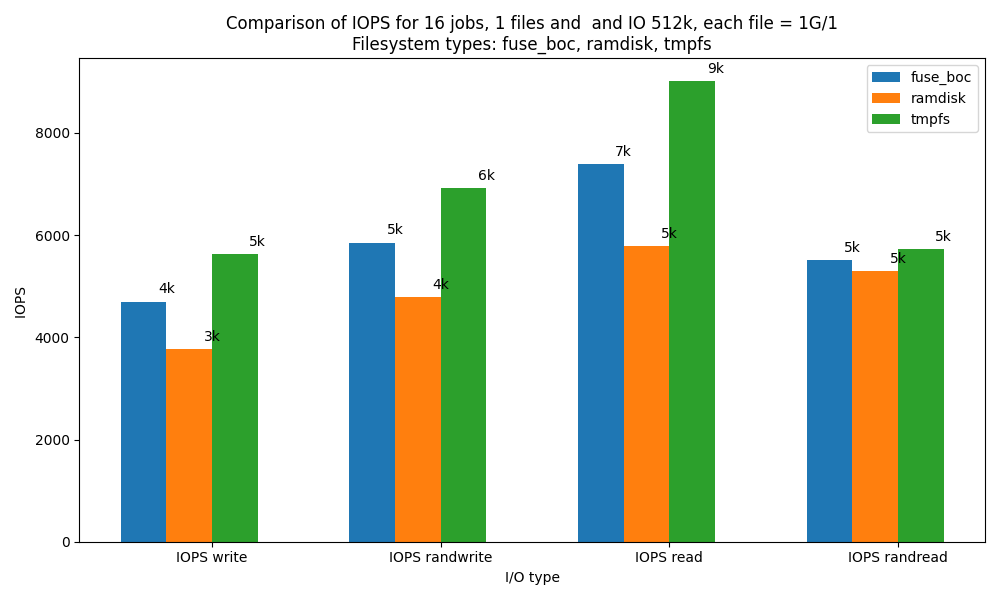 Comparison of IOPS for 16 jobs, 1 files and  and IO 512k, each file = 1G/1
Filesystem types: fuse_boc, ramdisk, tmpfs
fuse_boc
ramdisk
tmpfs
IOPS
8000
6000
4000
2000
0
4k
3k
5k
5k
4k
6k
7k
5k
9k
5k
5k
5k
IOPS write
IOPS randwrite
IOPS read
IOPS randread
I/O type